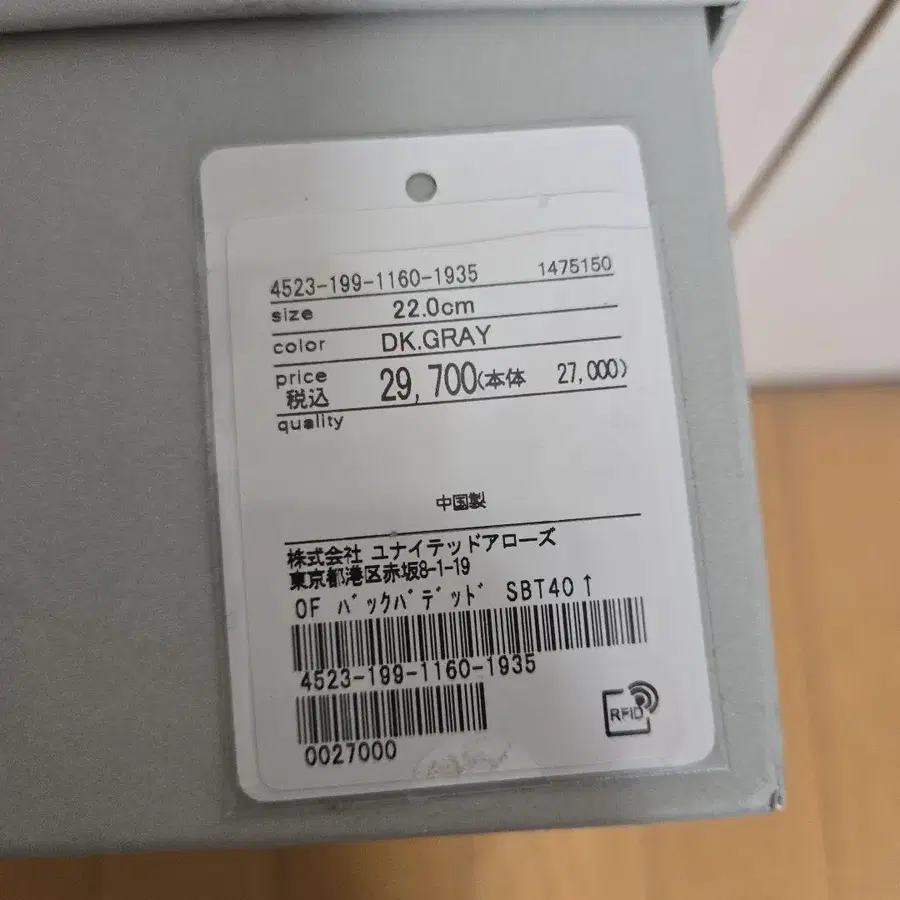 4523-199-1160-1935 1475150
size 22.0cm
color DK.GRAY
price 税込 29,700(本体 27,000)
quality
中国製
株式会社 ユナイテッドアローズ
東京都港区赤坂8-1-19
OF バックパデッド SBT40↑
4523-199-1160-1935
0027000
RFID